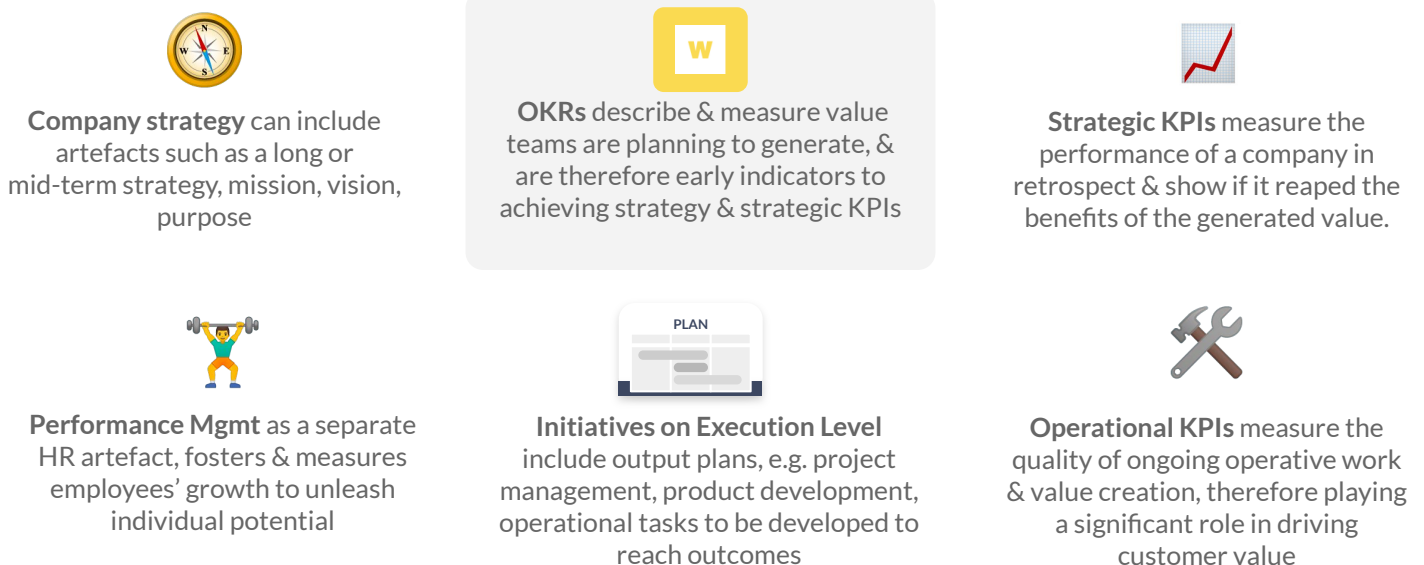 N
W
E
S
Company strategy can include
artefacts such as a long or
mid-term strategy, mission, vision,
purpose
W
OKRs describe & measure value
teams are planning to generate, &
are therefore early indicators to
achieving strategy & strategic KPIs
Strategic KPIs measure the
performance of a company in
retrospect & show if it reaped the
benefits of the generated value.
Performance Mgmt as a separate
HR artefact, fosters & measures
employees’ growth to unleash
individual potential
PLAN
Initiatives on Execution Level
include output plans, e.g. project
management, product development,
operational tasks to be developed to
reach outcomes
Operational KPIs measure the
quality of ongoing operative work
& value creation, therefore playing
a significant role in driving
customer value